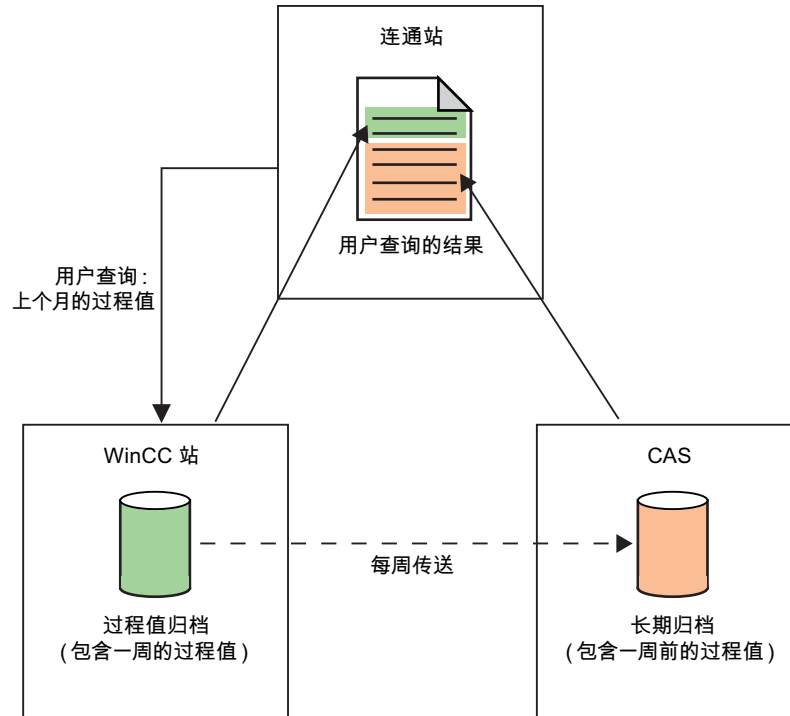 连通站
用户查询的结果
用户查询：
上个月的过程值
WinCC 站
过程值归档
（包含一周的过程值）
每周传送
CAS
长期归档
（包含一周前的过程值）